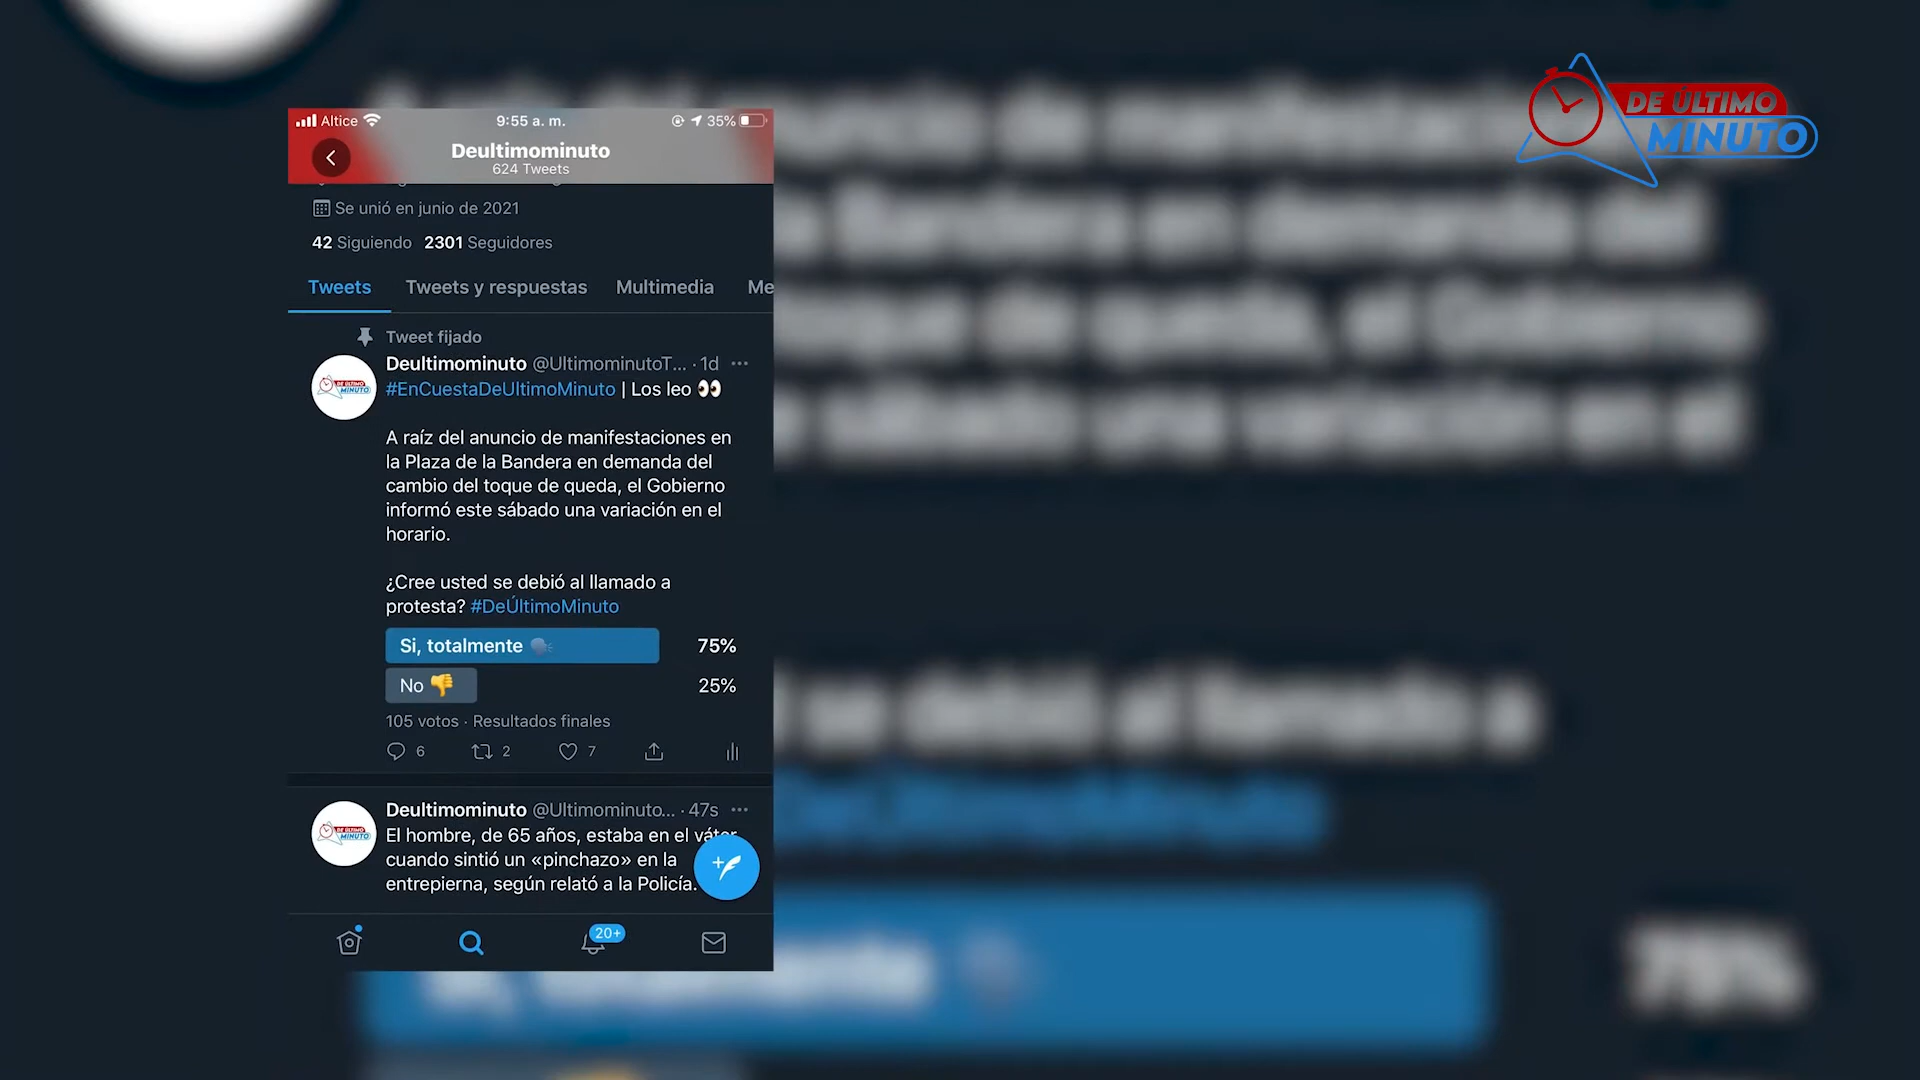 DE ÚLTIMO
MINUTO
Altice
9:55 a. m.
35%
Deultimominuto
624 Tweets
Se unió en junio de 2021
42 Siguiendo 2301 Seguidores
Tweets Tweets y respuestas Multimedia Me
Tweet fijado
Deultimominuto @UltimominutoT... · 1d
#EnCuestaDeUltimoMinuto | Los leo 👀
A raíz del anuncio de manifestaciones en
la Plaza de la Bandera en demanda del
cambio del toque de queda, el Gobierno
informó este sábado una variación en el
horario.
¿Cree usted se debió al llamado a
protesta? #DeÚltimoMinuto
Si, totalmente 🗣 75%
No 👎 25%
105 votos · Resultados finales
6 2 7
Deultimominuto @Ultimominuto... · 47s
El hombre, de 65 años, estaba en el váter
cuando sintió un «pinchazo» en la
entrepierna, según relató a la Policía.
20+